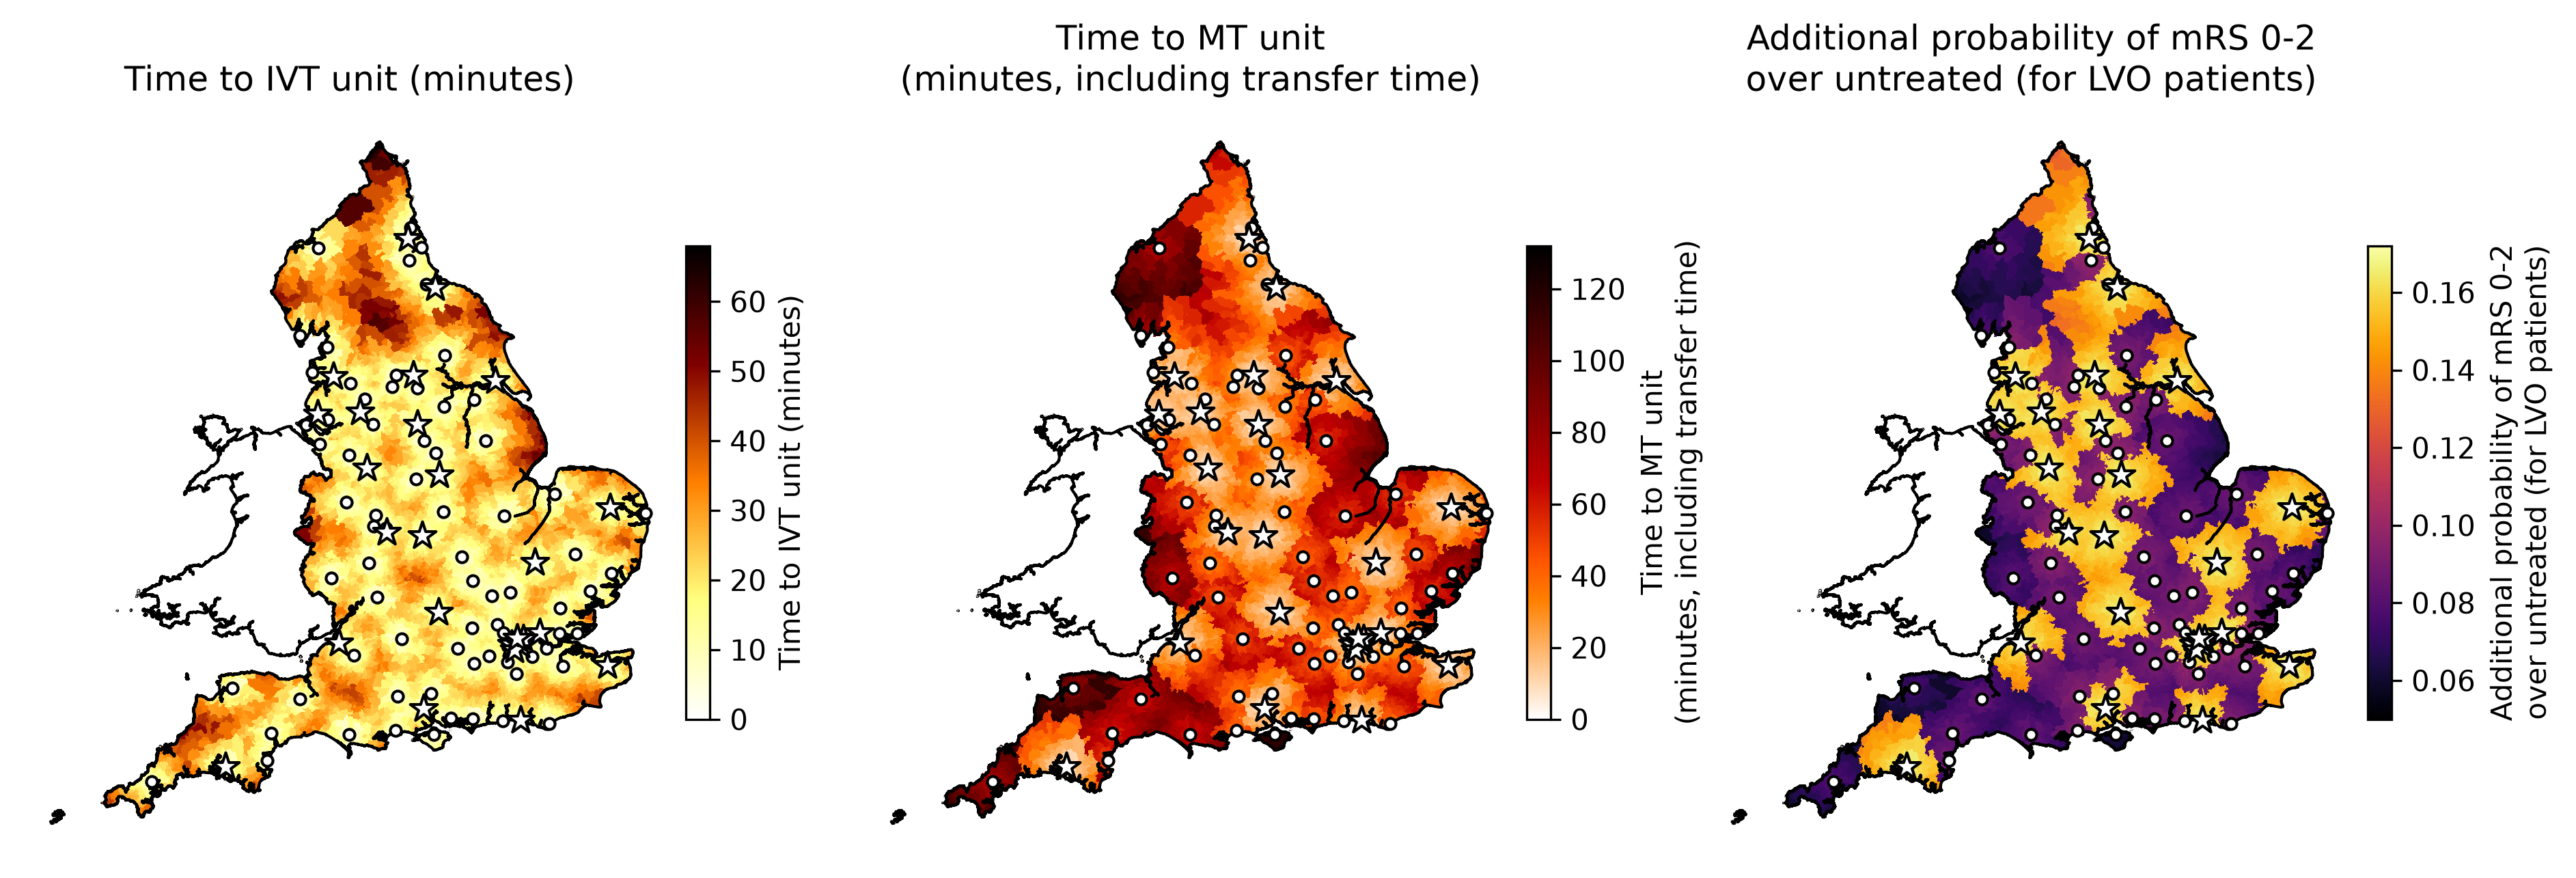 Time to IVT unit (minutes)
60
50
40
30
20
10
0
Time to IVT unit (minutes)
Time to MT unit
(minutes, including transfer time)
120
100
80
60
40
20
0
Time to MT unit
(minutes, including transfer time)
Additional probability of mRS 0-2
over untreated (for LVO patients)
0.16
0.14
0.12
0.10
0.08
0.06
Additional probability of mRS 0-2
over untreated (for LVO patients)